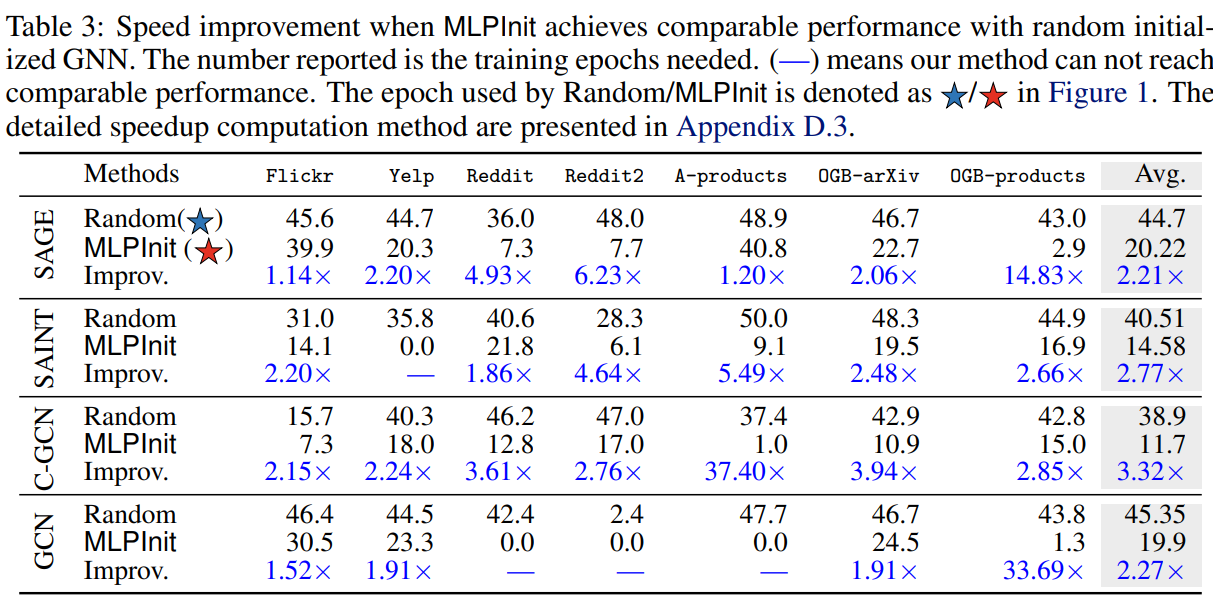 Table 3: Speed improvement when MLPInit achieves comparable performance with random initial-
ized GNN. The number reported is the training epochs needed. (—) means our method can not reach
comparable performance. The epoch used by Random/MLPInit is denoted as ★/★ in Figure 1. The
detailed speedup computation method are presented in Appendix D.3.
Methods Flickr Yelp Reddit Reddit2 A-products OGB-arXiv OGB-products Avg.
SAGE
Random(★) 45.6 44.7 36.0 48.0 48.9 46.7 43.0 44.7
MLPInit (★) 39.9 20.3 7.3 7.7 40.8 22.7 2.9 20.22
Improv. 1.14× 2.20× 4.93× 6.23× 1.20× 2.06× 14.83× 2.21×
SAINT
Random 31.0 35.8 40.6 28.3 50.0 48.3 44.9 40.51
MLPInit 14.1 0.0 21.8 6.1 9.1 19.5 16.9 14.58
Improv. 2.20× — 1.86× 4.64× 5.49× 2.48× 2.66× 2.77×
C-GCN
Random 15.7 40.3 46.2 47.0 37.4 42.9 42.8 38.9
MLPInit 7.3 18.0 12.8 17.0 1.0 10.9 15.0 11.7
Improv. 2.15× 2.24× 3.61× 2.76× 37.40× 3.94× 2.85× 3.32×
GCN
Random 46.4 44.5 42.4 2.4 47.7 46.7 43.8 45.35
MLPInit 30.5 23.3 0.0 0.0 0.0 24.5 1.3 19.9
Improv. 1.52× 1.91× — — — 1.91× 33.69× 2.27×